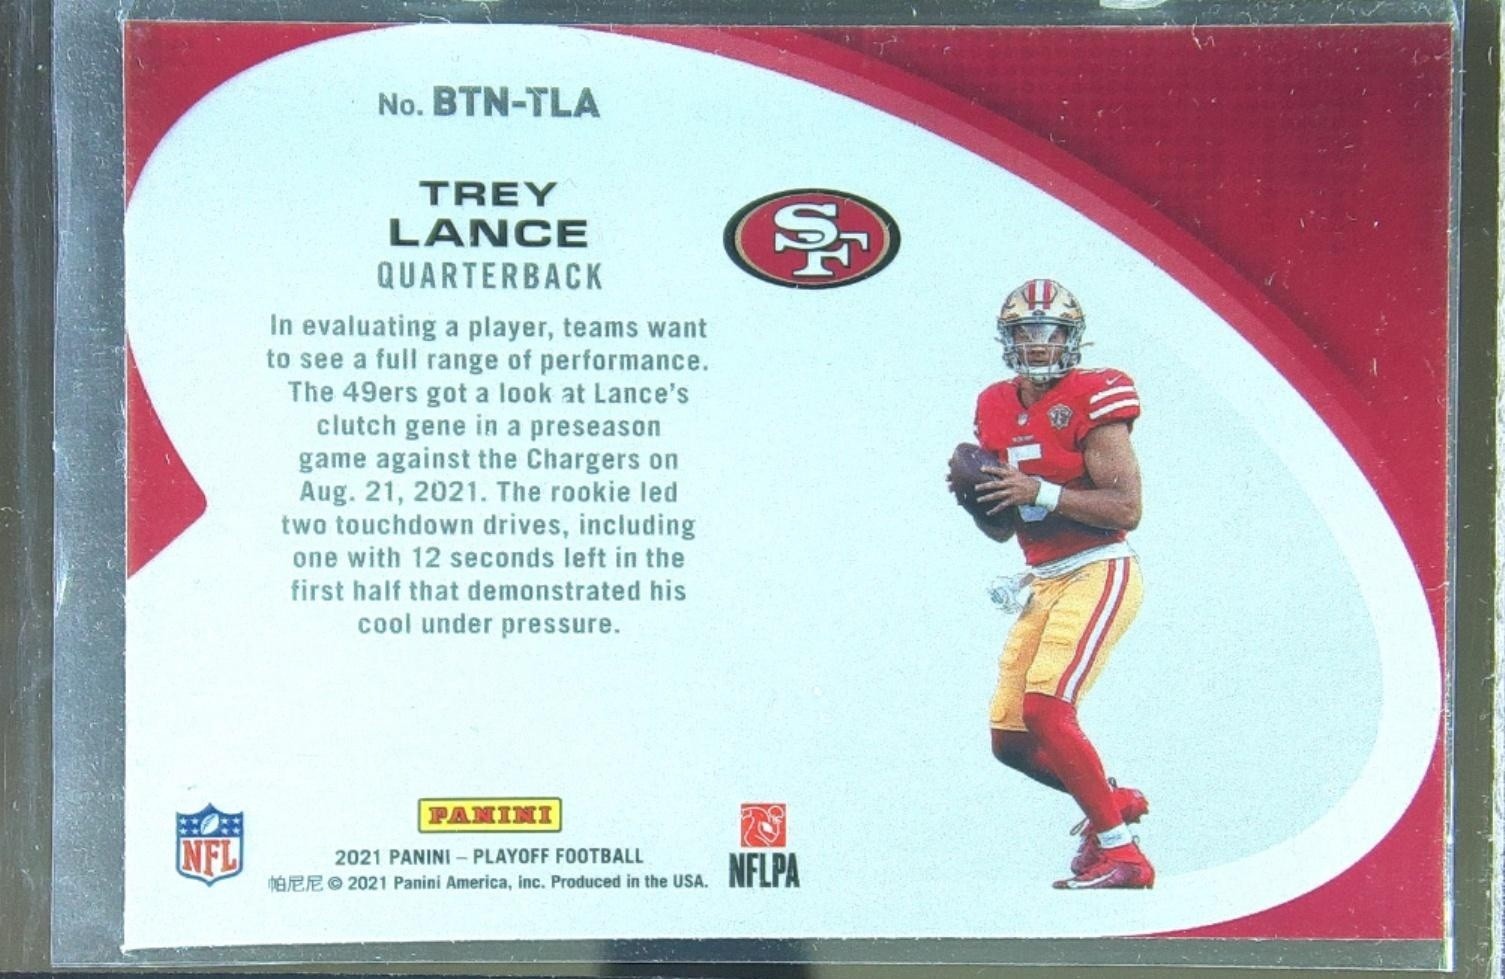 No. BTN-TLA
TREY
LANCE
QUARTERBACK
SF
In evaluating a player, teams want
to see a full range of performance.
The 49ers got a look at Lance's
clutch gene in a preseason
game against the Chargers on
Aug. 21, 2021. The rookie led
two touchdown drives, including
one with 12 seconds left in the
first half that demonstrated his
cool under pressure.
5
NFL
PANINI
2021 PANINI – PLAYOFF FOOTBALL
帕尼尼 © 2021 Panini America, Inc. Produced in the USA.
NFLPA